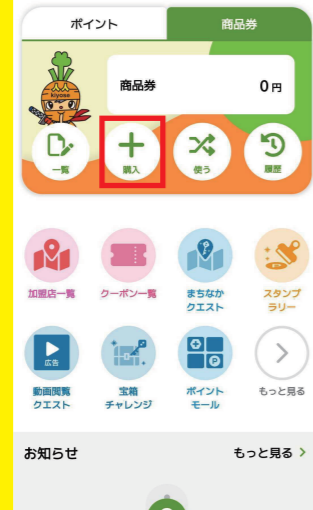 ポイント 商品券
kiyose
商品券 0円
一覧 購入 使う 履歴
加盟店一覧 クーポン一覧 まちなか
クエスト スタンプ
ラリー
広告
動画閲覧
クエスト 宝箱
チャレンジ P ポイント
モール もっと見る
お知らせ もっと見る